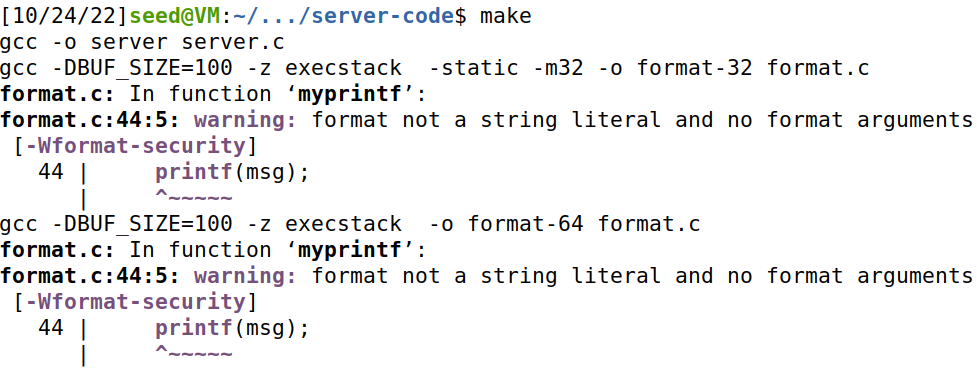 [10/24/22]seed@VM:~/.../server-code$ make
gcc -o server server.c
gcc -DBUF_SIZE=100 -z execstack  -static -m32 -o format-32 format.c
format.c: In function ‘myprintf’:
format.c:44:5: warning: format not a string literal and no format arguments
 [-Wformat-security]
   44 |     printf(msg);
      |     ^~~~~~
gcc -DBUF_SIZE=100 -z execstack  -o format-64 format.c
format.c: In function ‘myprintf’:
format.c:44:5: warning: format not a string literal and no format arguments
 [-Wformat-security]
   44 |     printf(msg);
      |     ^~~~~~